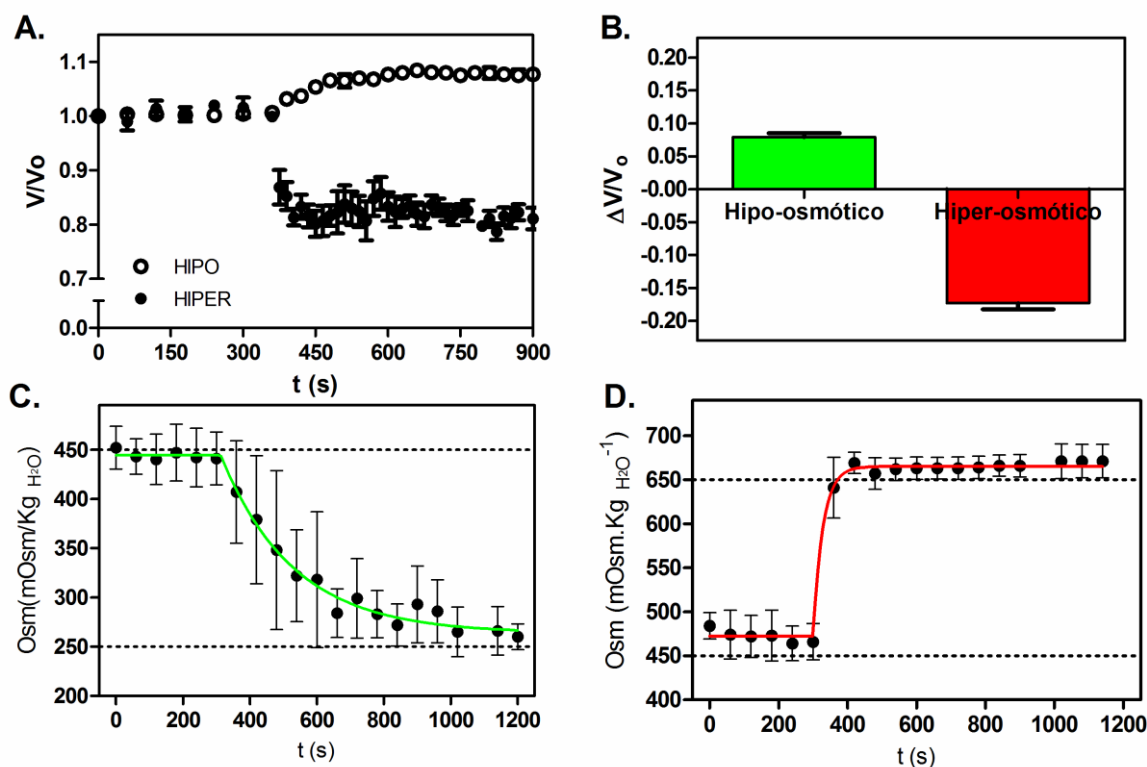 A.
V/Vo
1.1
1.0
0.9
0.8
0.7
0.0
HIPO
HIPER
0 150 300 450 600 750 900
t (s)
B.
ΔV/Vo
0.20
0.15
0.10
0.05
-0.00
-0.05
-0.10
-0.15
-0.20
Hipo-osmótico Hiper-osmótico
C.
Osm(mOsm/Kg H2O)
450
400
350
300
250
200
0 200 400 600 800 1000 1200
t (s)
D.
Osm (mOsm.Kg H2O-1)
700
650
600
550
500
450
400
0 200 400 600 800 1000 1200
t (s)